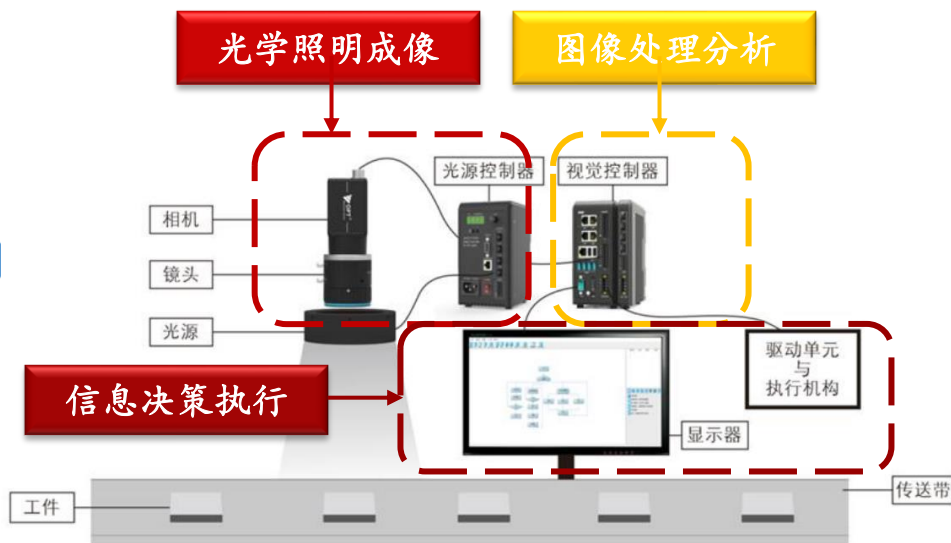 光学照明成像
图像处理分析
光源控制器
视觉控制器
相机
镜头
光源
驱动单元
与
执行机构
信息决策执行
显示器
工件
传送带